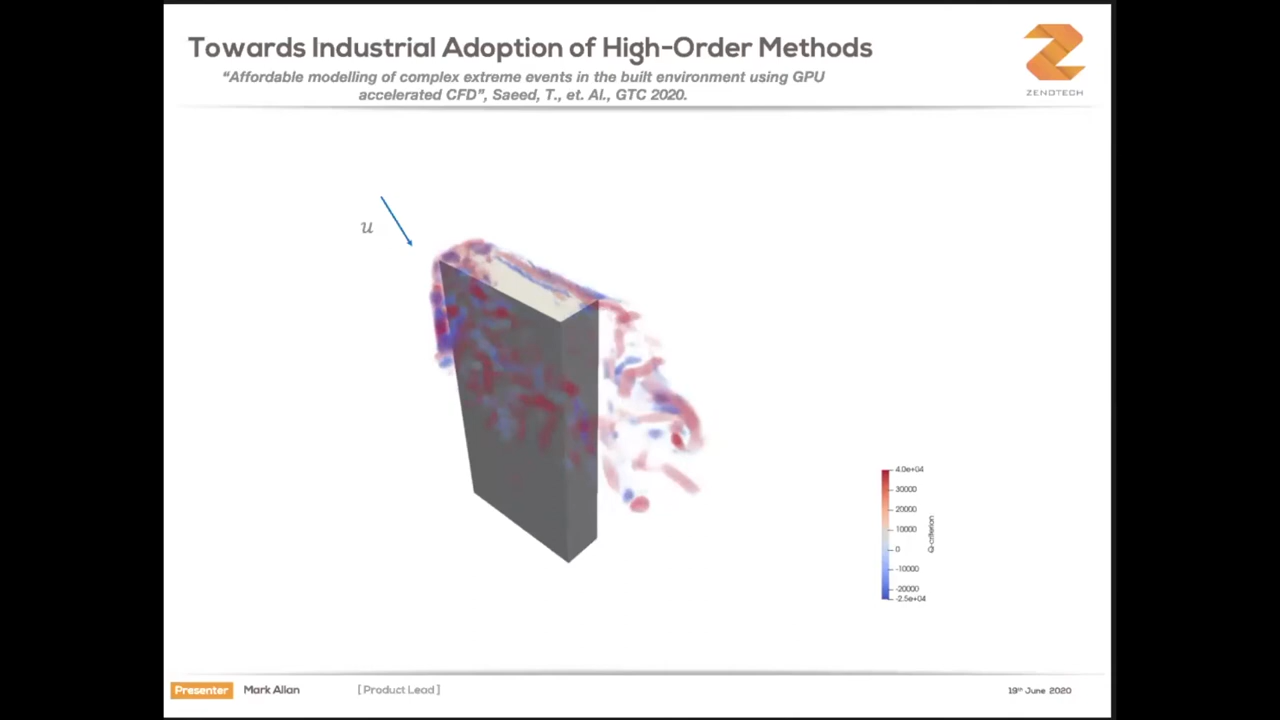 Towards Industrial Adoption of High-Order Methods
“Affordable modelling of complex extreme events in the built environment using GPU
accelerated CFD”, Saeed, T., et. Al., GTC 2020.
ZENOTECH
u
4.0e+04
30000
20000
10000
0
-10000
-20000
-2.5e+04
Q-criterion
Presenter Mark Allan [ Product Lead ] 19th June 2020